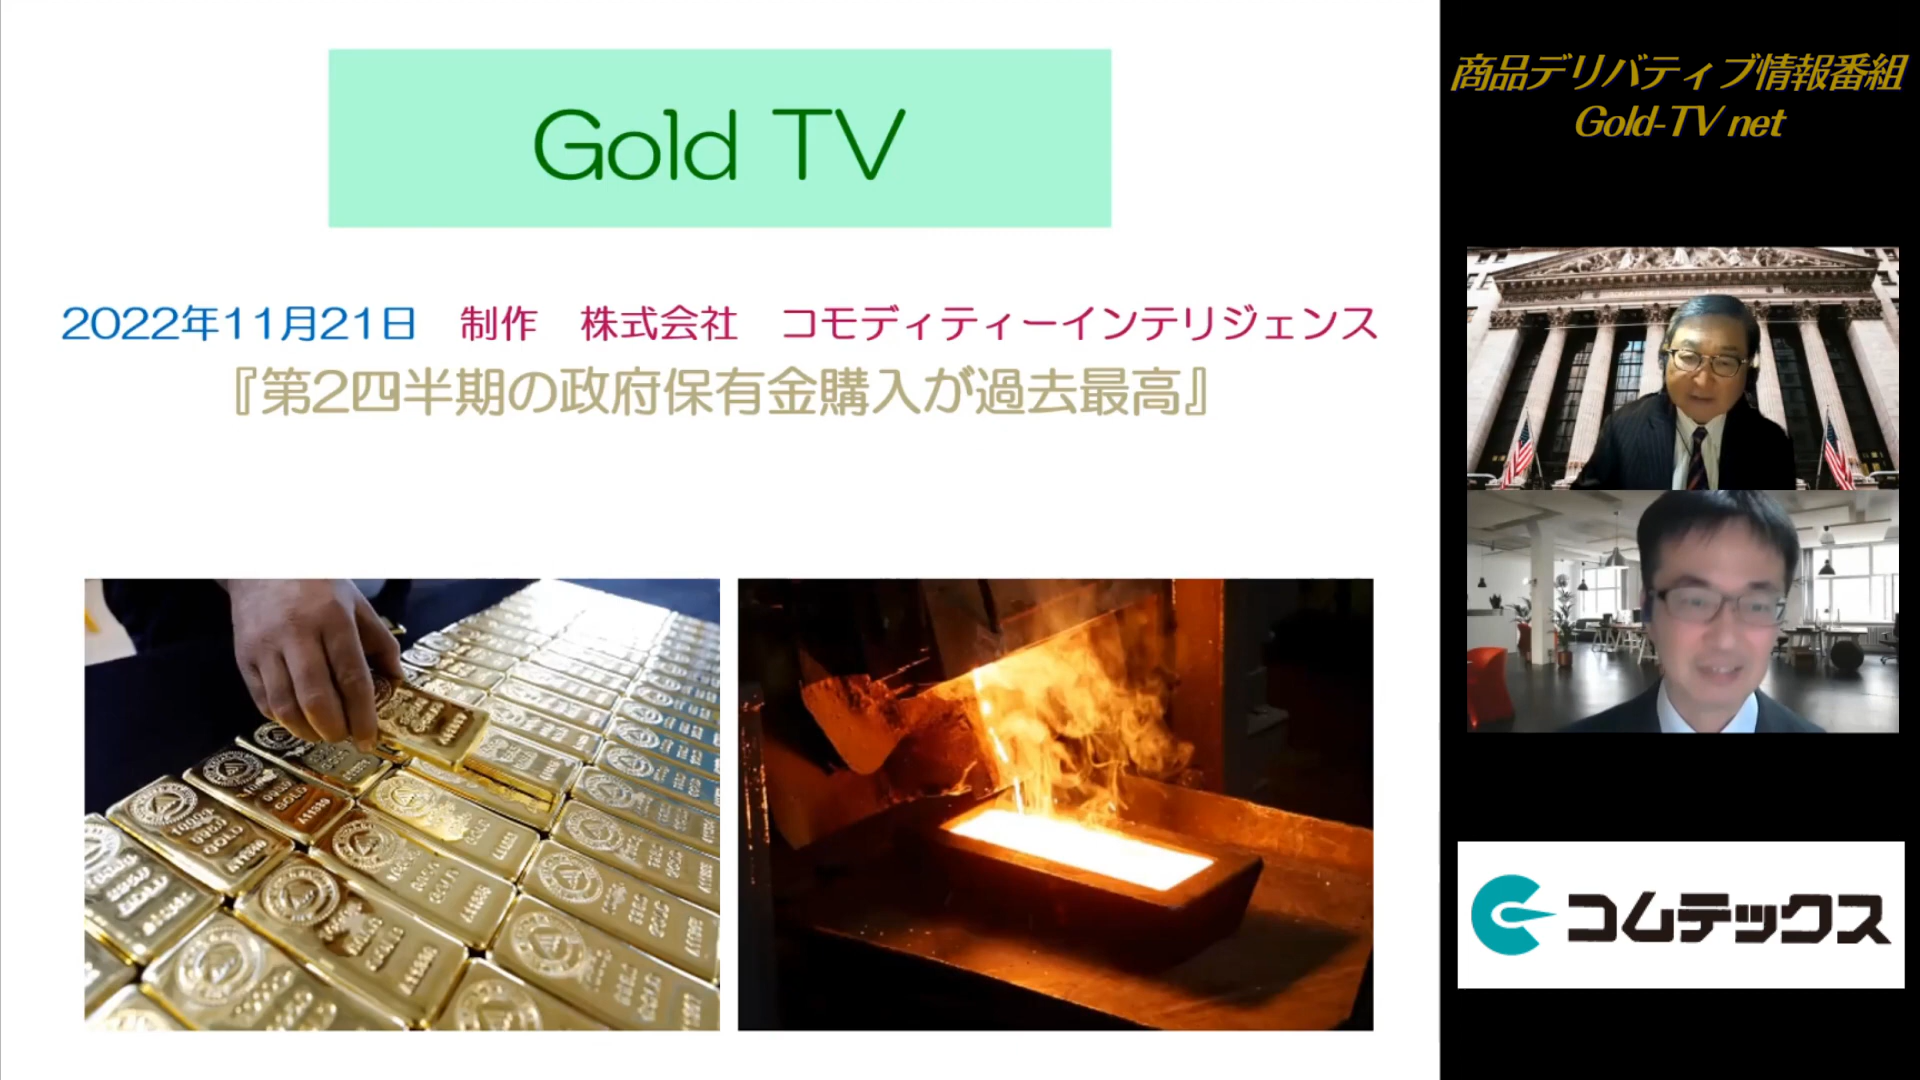 Gold TV
2022年11月21日 制作 株式会社 コモディティーインテリジェンス
『第2四半期の政府保有金購入が過去最高』
商品デリバティブ情報番組
Gold-TV net
コムテックス